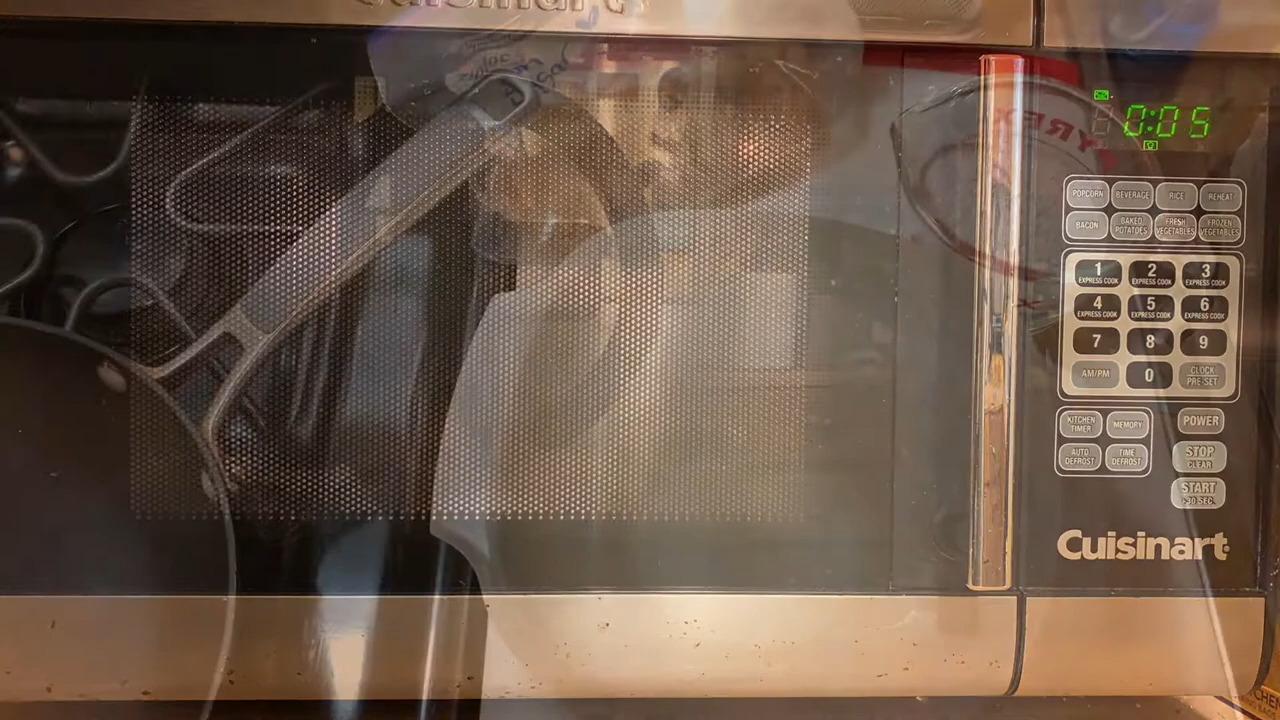 Cuisinart
0:05
PYREX
POPCORN BEVERAGE RICE REHEAT
BACON BAKED POTATOES FRESH VEGETABLES FROZEN VEGETABLES
1 EXPRESS COOK 2 EXPRESS COOK 3 EXPRESS COOK
4 EXPRESS COOK 5 EXPRESS COOK 6 EXPRESS COOK
7 8 9
AM/PM 0 CLOCK PRE-SET
KITCHEN TIMER MEMORY POWER
AUTO DEFROST TIME DEFROST STOP CLEAR
START +30 SEC.
Cuisinart